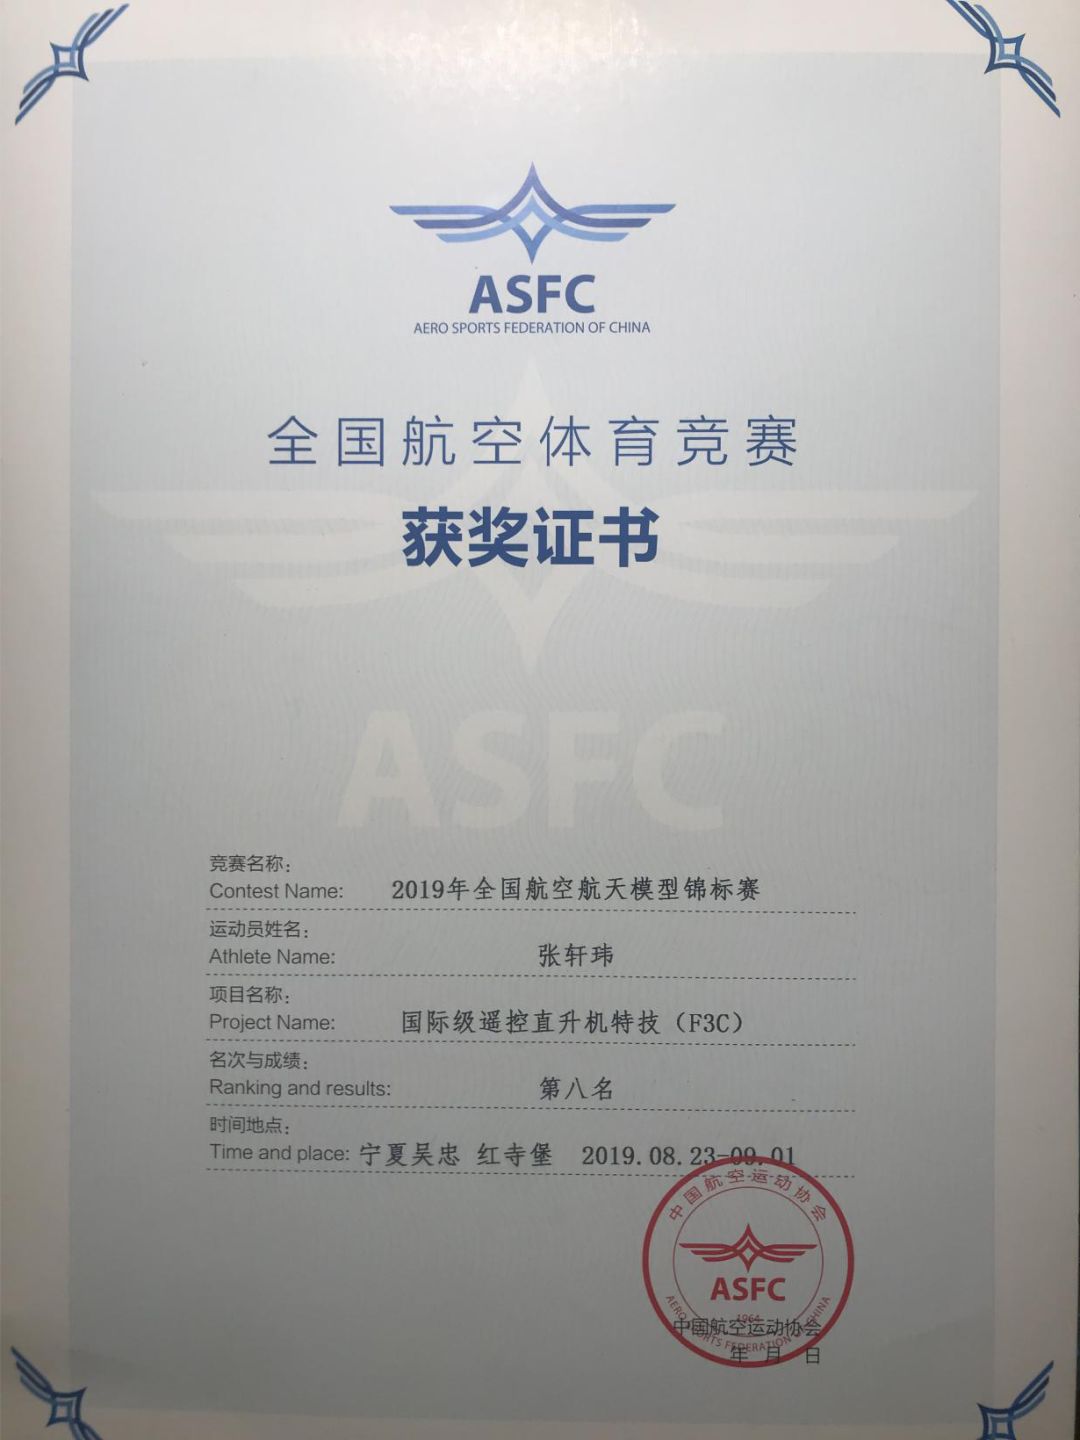 ASFC
AERO SPORTS FEDERATION OF CHINA
全国航空体育竞赛
获奖证书
ASFC
竞赛名称:
Contest Name: 2019年全国航空航天模型锦标赛
运动员姓名:
Athlete Name: 张轩玮
项目名称:
Project Name: 国际级遥控直升机特技（F3C）
名次与成绩:
Ranking and results: 第八名
时间地点:
Time and place: 宁夏吴忠 红寺堡 2019.08.23-09.01
中国航空运动协会
ASFC
1964
AERO SPORTS FEDERATION OF CHINA
中国航空运动协会
年 月 日